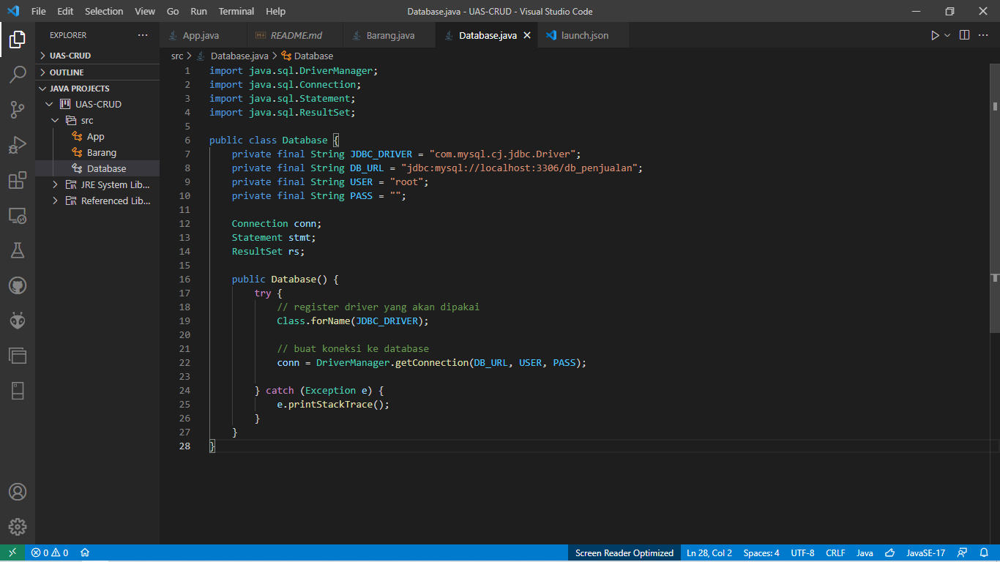 File Edit Selection View Go Run Terminal Help Database.java - UAS-CRUD - Visual Studio Code
EXPLORER
App.java README.md Barang.java Database.java launch.json
UAS-CRUD
OUTLINE
JAVA PROJECTS
UAS-CRUD
src
App
Barang
Database
JRE System Lib...
Referenced Lib...
src > Database.java > Database
1 import java.sql.DriverManager;
2 import java.sql.Connection;
3 import java.sql.Statement;
4 import java.sql.ResultSet;
5
6 public class Database {
7 private final String JDBC_DRIVER = "com.mysql.cj.jdbc.Driver";
8 private final String DB_URL = "jdbc:mysql://localhost:3306/db_penjualan";
9 private final String USER = "root";
10 private final String PASS = "";
11
12 Connection conn;
13 Statement stmt;
14 ResultSet rs;
15
16 public Database() {
17 try {
18 // register driver yang akan dipakai
19 Class.forName(JDBC_DRIVER);
20
21 // buat koneksi ke database
22 conn = DriverManager.getConnection(DB_URL, USER, PASS);
23
24 } catch (Exception e) {
25 e.printStackTrace();
26 }
27 }
28 }
0 0 Screen Reader Optimized Ln 28, Col 2 Spaces: 4 UTF-8 CRLF Java JavaSE-17